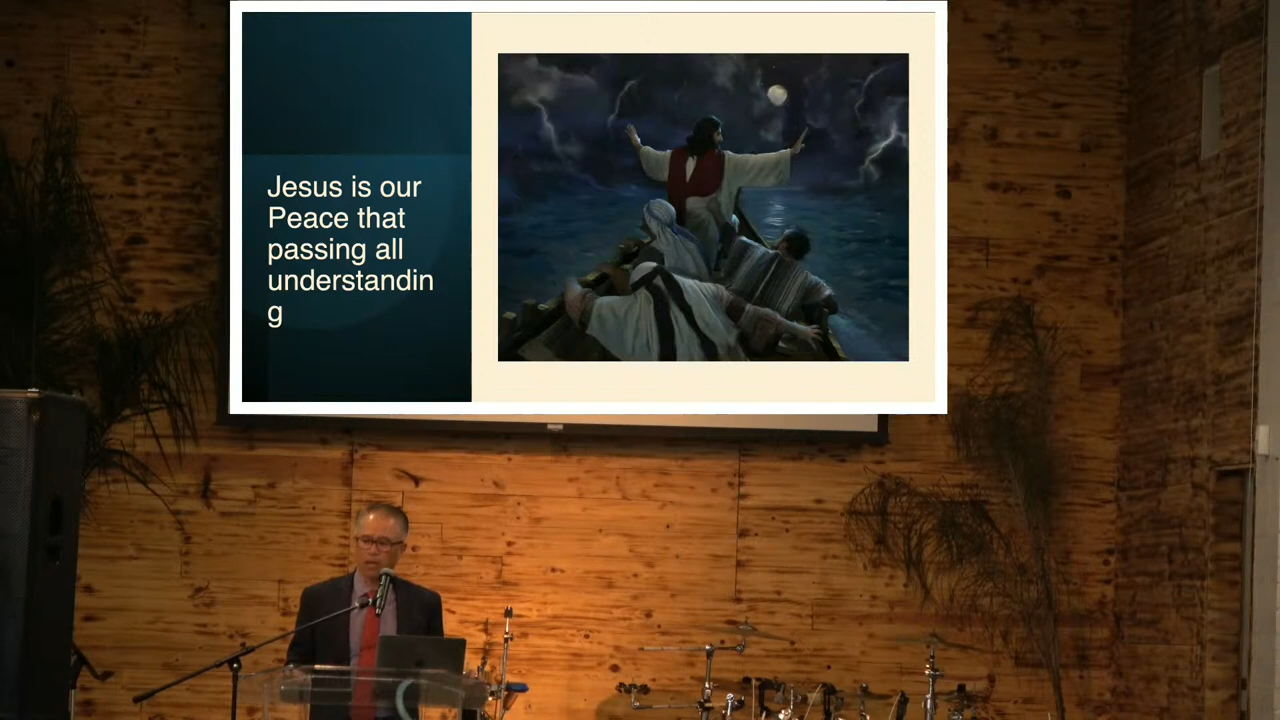 Jesus is our
Peace that
passing all
understandin
g